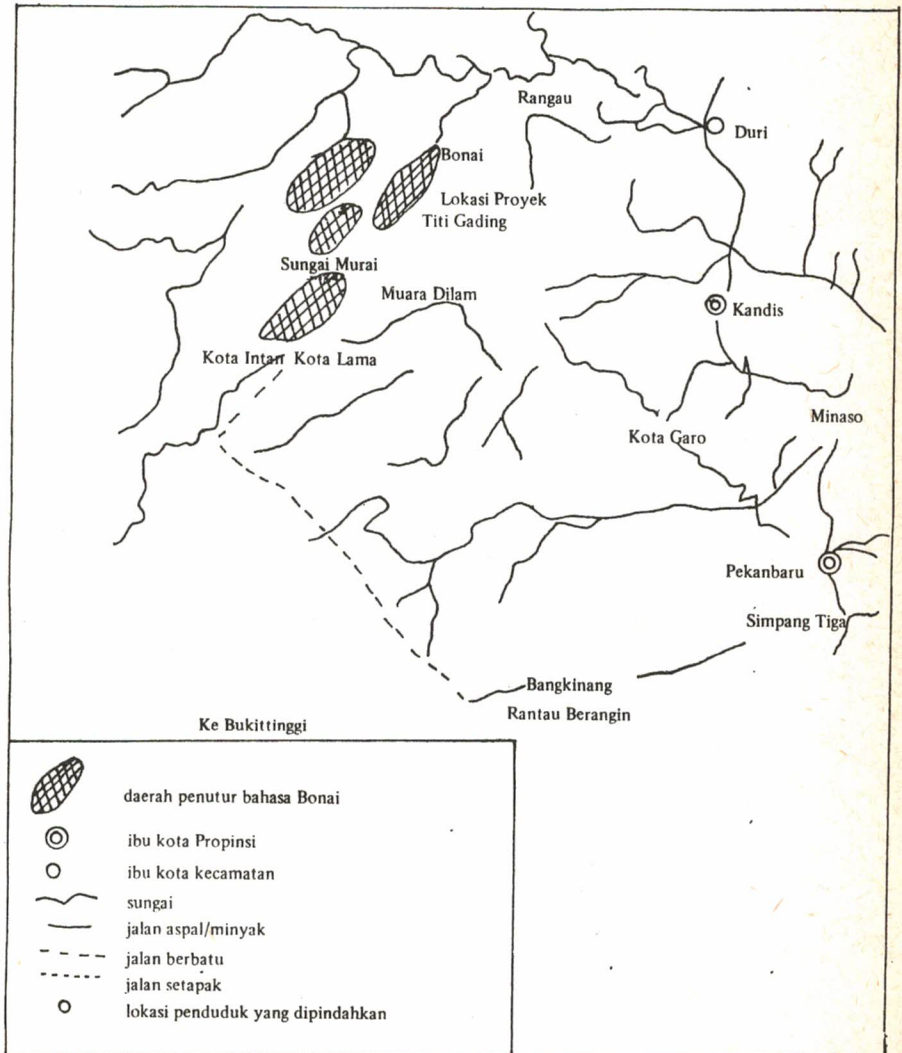 Rangau
Duri
Bonai
Lokasi Proyek
Titi Gading
Sungai Murai
Muara Dilam
Kandis
Kota Intan Kota Lama
Minaso
Kota Garo
Pekanbaru
Simpang Tiga
Bangkinang
Rantau Berangin
Ke Bukittinggi
daerah penutur bahasa Bonai
ibu kota Propinsi
ibu kota kecamatan
sungai
jalan aspal/minyak
jalan berbatu
jalan setapak
lokasi penduduk yang dipindahkan